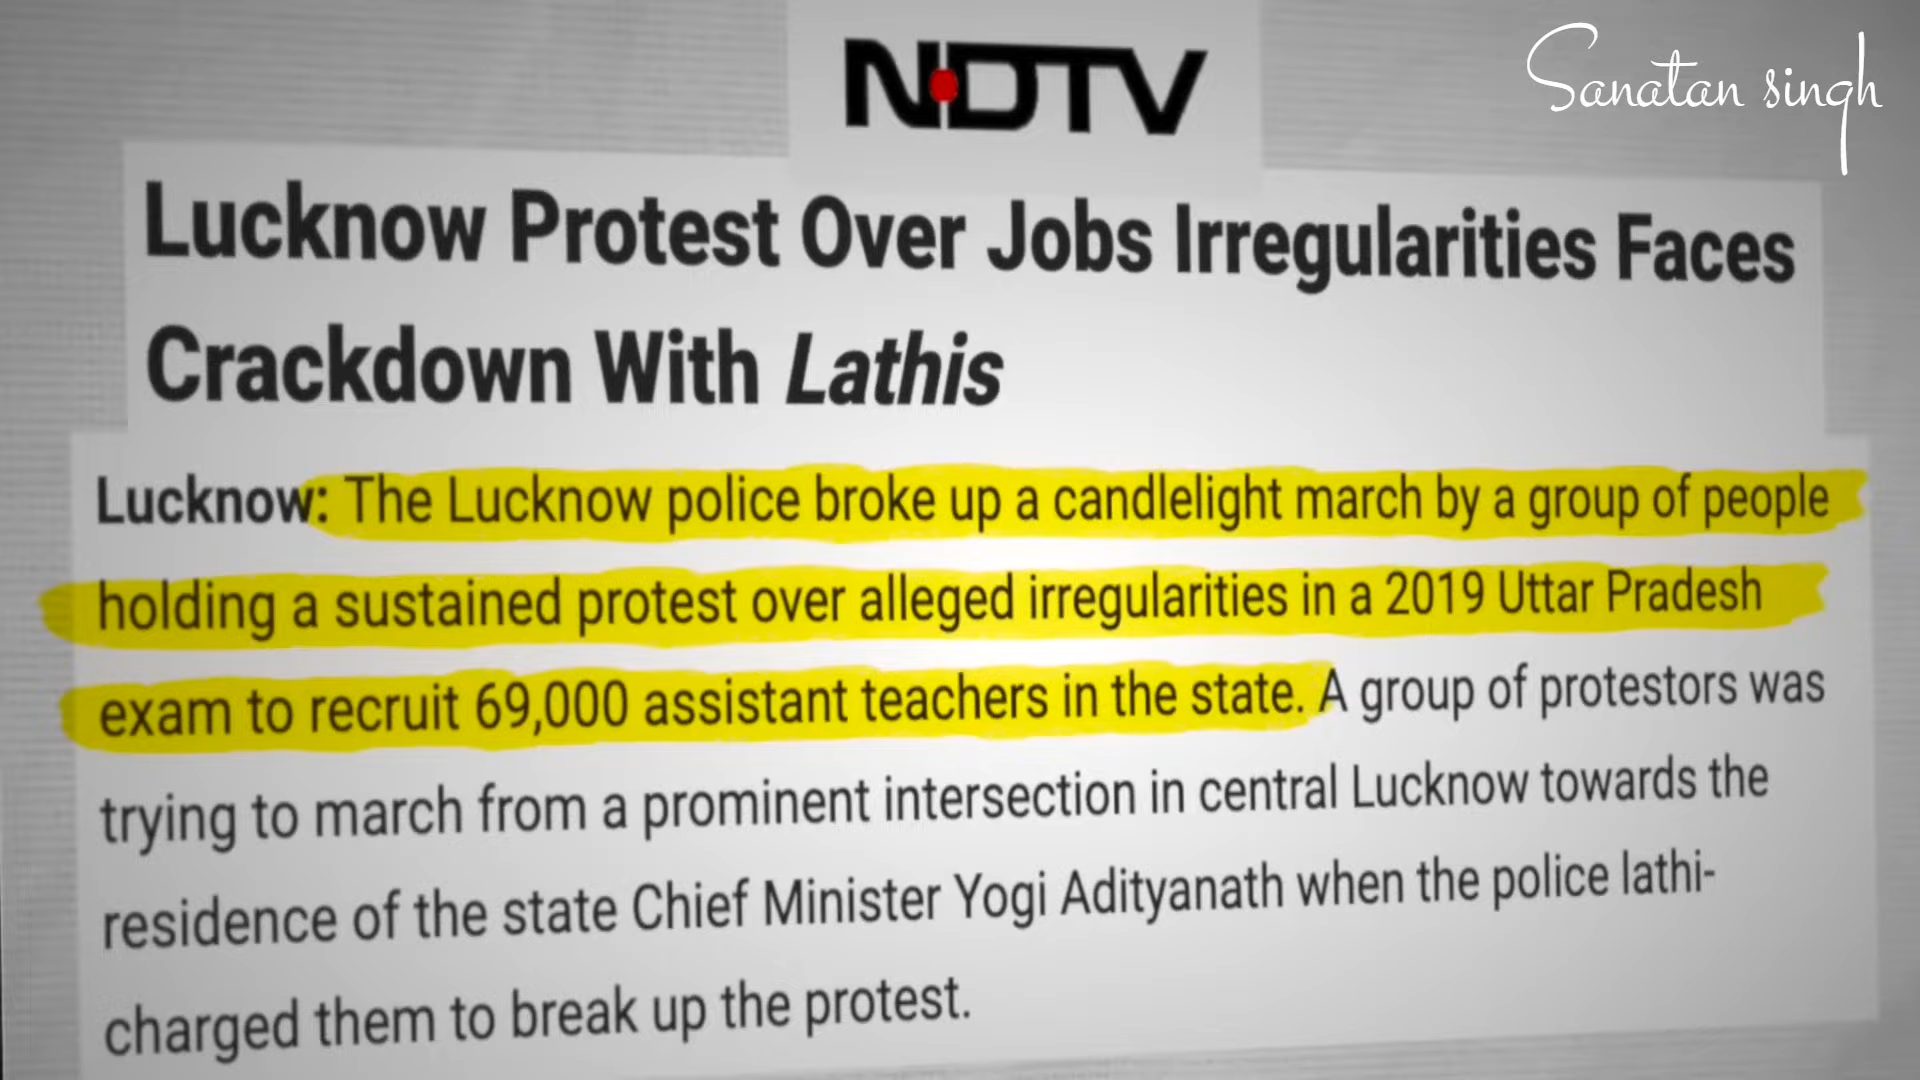 NDTV
Sanatan singh
Lucknow Protest Over Jobs Irregularities Faces
Crackdown With Lathis
Lucknow: The Lucknow police broke up a candlelight march by a group of people
holding a sustained protest over alleged irregularities in a 2019 Uttar Pradesh
exam to recruit 69,000 assistant teachers in the state. A group of protestors was
trying to march from a prominent intersection in central Lucknow towards the
residence of the state Chief Minister Yogi Adityanath when the police lathi-
charged them to break up the protest.